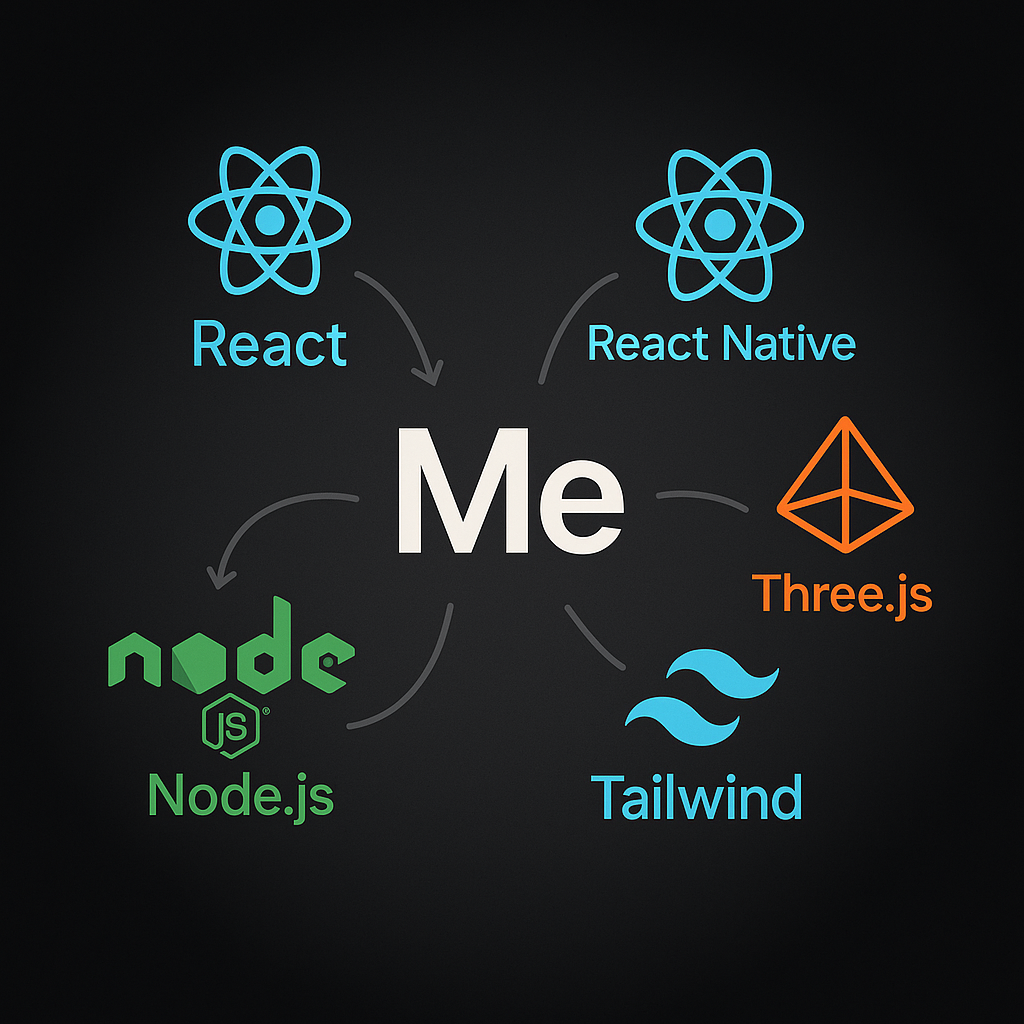 React
React Native
Me
Three.js
node
JS®
Node.js
Tailwind